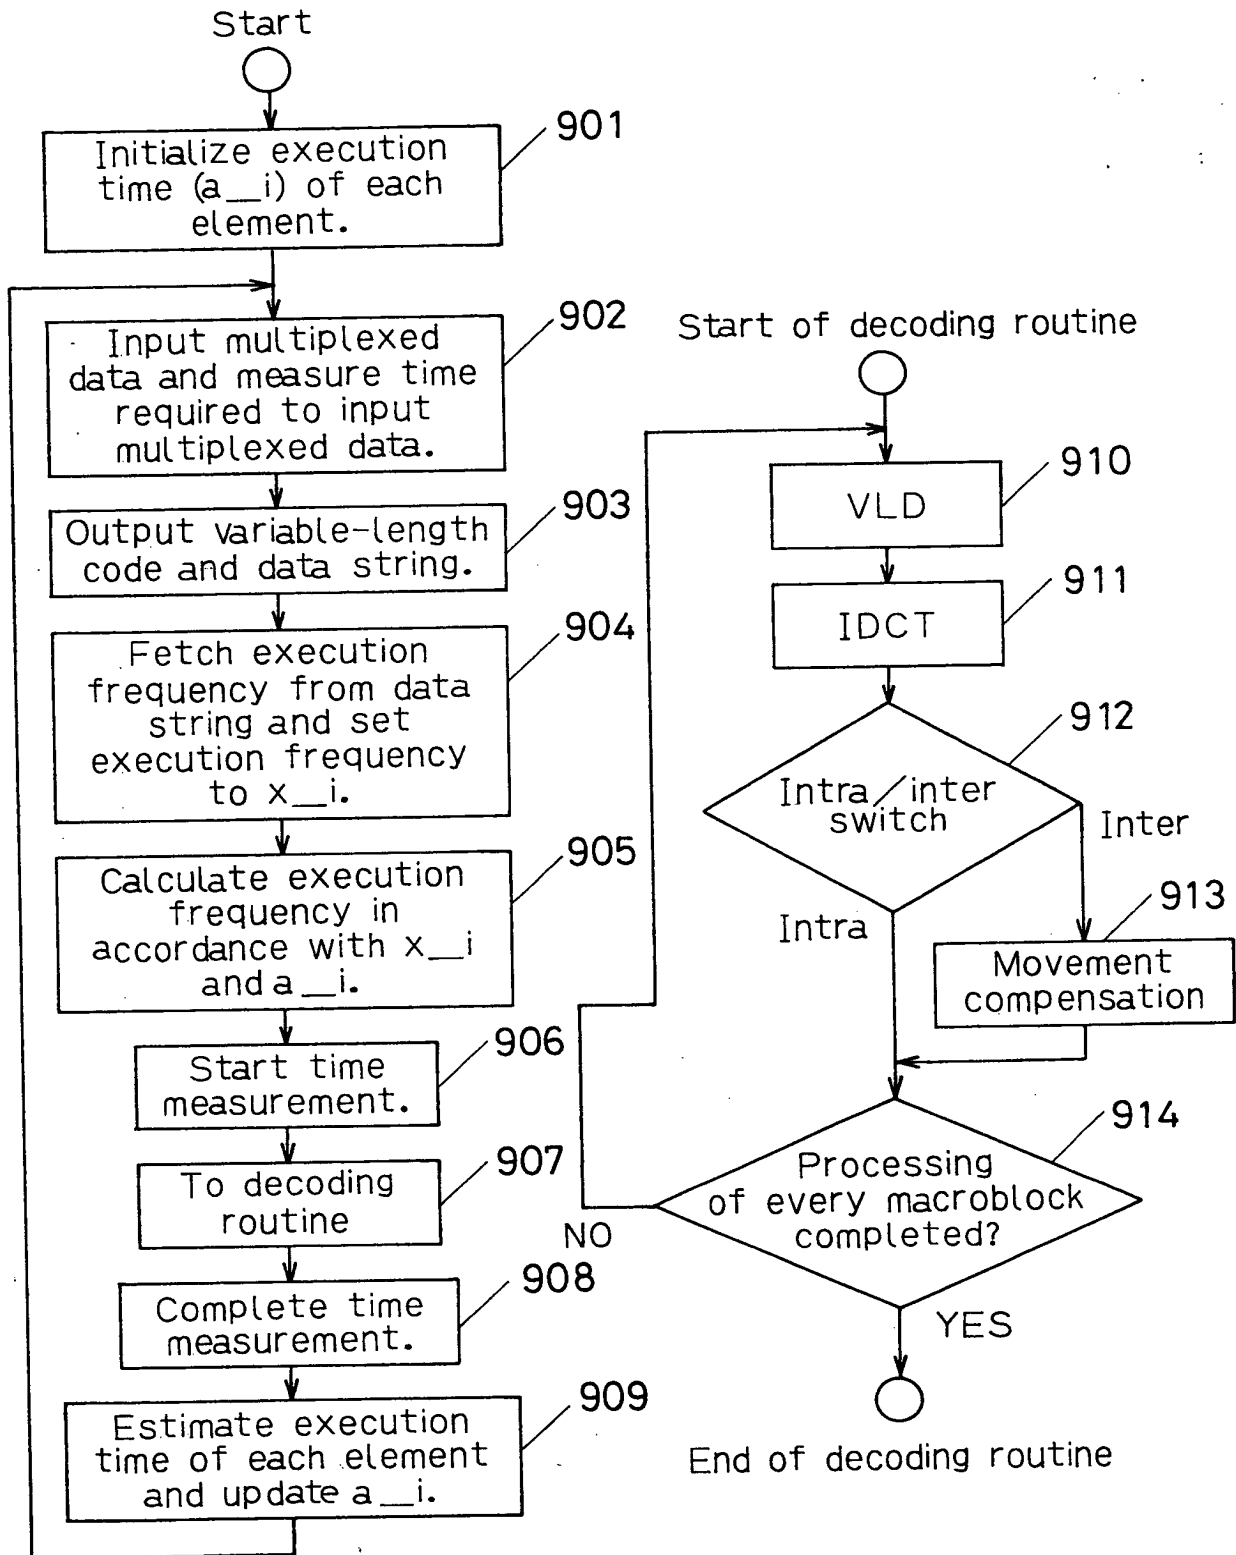 Start
901
Initialize execution
time (a__i) of each
element.
902
Input multiplexed
data and measure time
required to input
multiplexed data.
903
Output variable-length
code and data string.
904
Fetch execution
frequency from data
string and set
execution frequency
to x__i.
905
Calculate execution
frequency in
accordance with x__i
and a__i.
906
Start time
measurement.
907
To decoding
routine
908
Complete time
measurement.
909
Estimate execution
time of each element
and update a__i.
Start of decoding routine
910
VLD
911
IDCT
912
Intra/inter
switch
Inter
Intra
913
Movement
compensation
914
Processing
of every macroblock
completed?
NO
YES
End of decoding routine